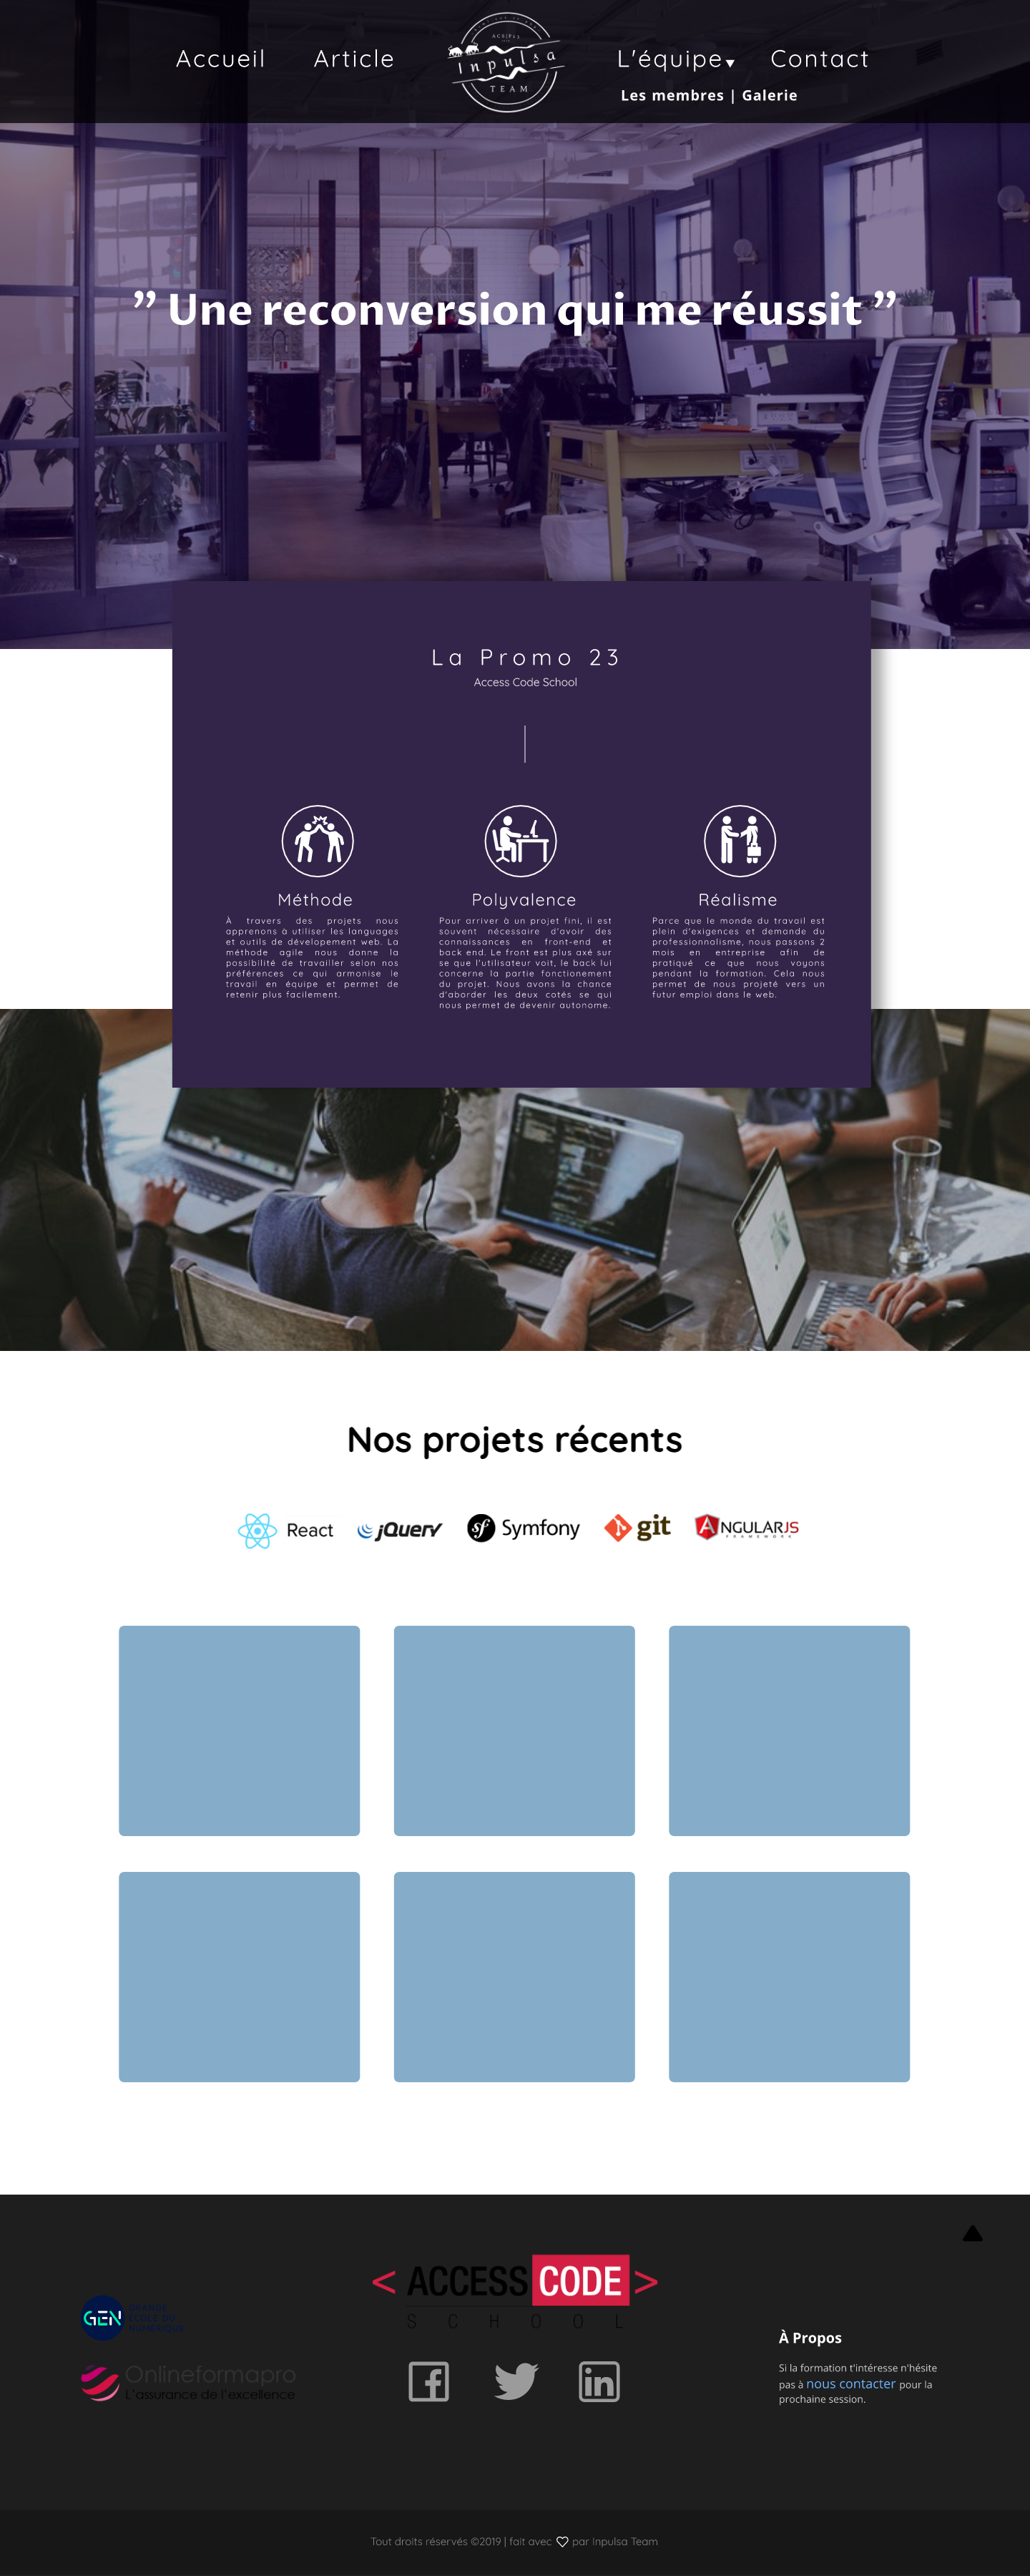 Accueil
Article
Inpulsa
TEAM
L'équipe
Contact
Les membres | Galerie
” Une reconversion qui me réussit ”
La Promo 23
Access Code School
Méthode
À travers des projets nous
apprenons à utiliser les languages
et outils de dévelopement web. La
méthode agile nous donne la
possibilité de travailler selon nos
préférences ce qui armonise le
travail en équipe et permet de
retenir plus facilement.
Polyvalence
Pour arriver à un projet fini, il est
souvent nécessaire d'avoir des
connaissances en front-end et
back end. Le front est plus axé sur
se que l'utilisateur voit, le back lui
concerne la partie fonctionement
du projet. Nous avons la chance
d'aborder les deux cotés se qui
nous permet de devenir autonome.
Réalisme
Parce que le monde du travail est
plein d'exigences et demande du
professionnalisme, nous passons 2
mois en entreprise afin de
pratiqué ce que nous voyons
pendant la formation. Cela nous
permet de nous projeté vers un
futur emploi dans le web.
Nos projets récents
React
jQuery
sf Symfony
git
ANGULARJS
FRAMEWORK
< ACCESS CODE >
SCHOOL
GEN
GRANDE
ÉCOLE DU
NUMÉRIQUE
Onlineformapro
L'assurance de l'excellence
À Propos
Si la formation t'intéresse n'hésite
pas à nous contacter pour la
prochaine session.
Tout droits réservés ©2019 | fait avec ♡ par Inpulsa Team